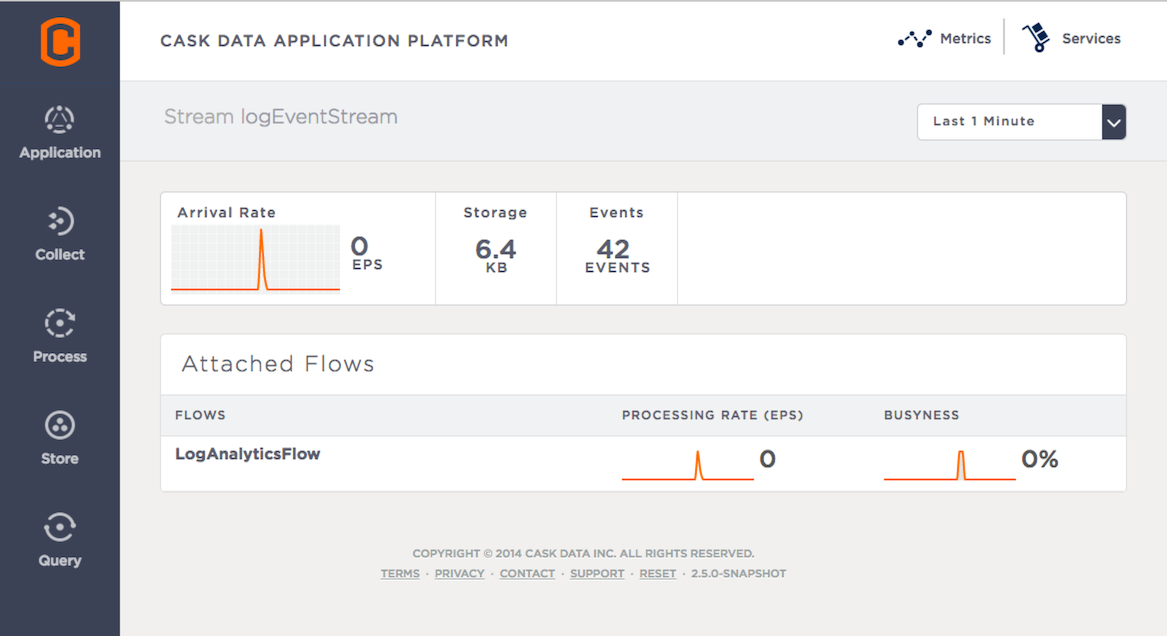 CASK DATA APPLICATION PLATFORM
Metrics
Services
Application
Collect
Process
Store
Query
Stream logEventStream
Last 1 Minute
Arrival Rate
0
EPS
Storage
6.4
KB
Events
42
EVENTS
Attached Flows
FLOWS PROCESSING RATE (EPS) BUSYNESS
LogAnalyticsFlow 0 0%
COPYRIGHT © 2014 CASK DATA INC. ALL RIGHTS RESERVED.
TERMS · PRIVACY · CONTACT · SUPPORT · RESET · 2.5.0-SNAPSHOT